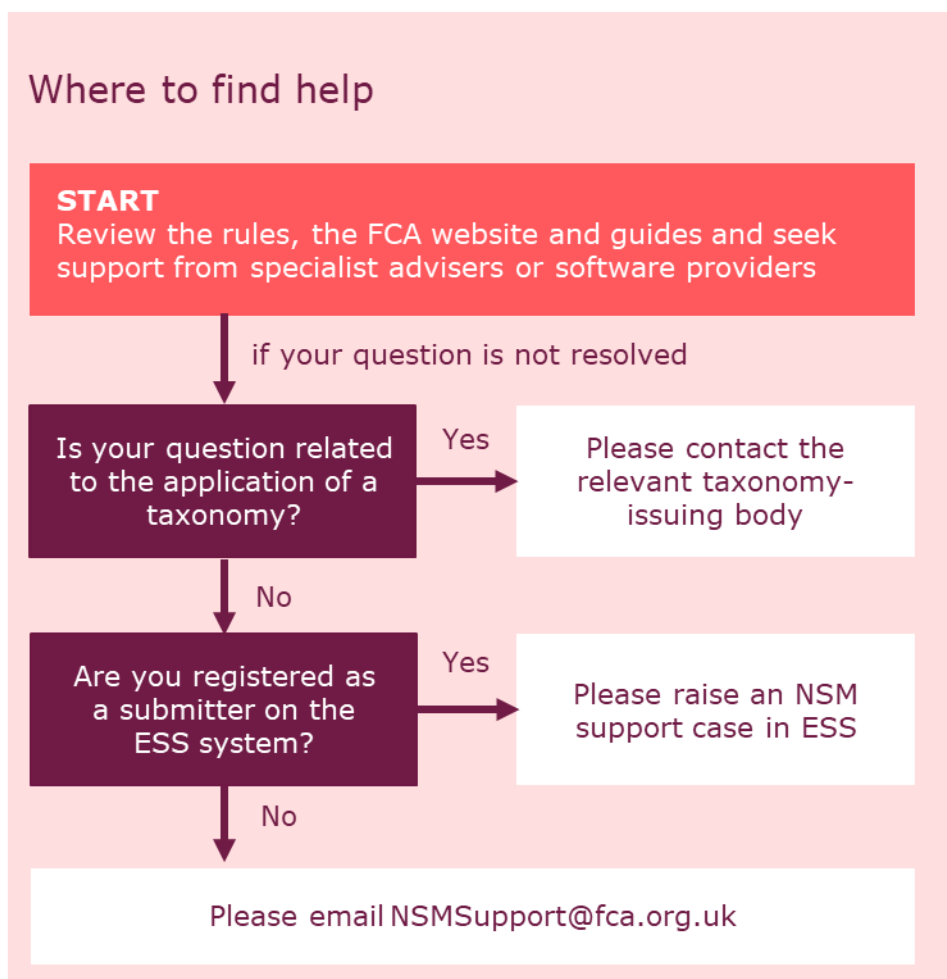 Where to find help
START
Review the rules, the FCA website and guides and seek
support from specialist advisers or software providers
if your question is not resolved
Is your question related
to the application of a
taxonomy?
Yes
Please contact the
relevant taxonomy-
issuing body
No
Are you registered as
a submitter on the
ESS system?
Yes
Please raise an NSM
support case in ESS
No
Please email NSMSupport@fca.org.uk